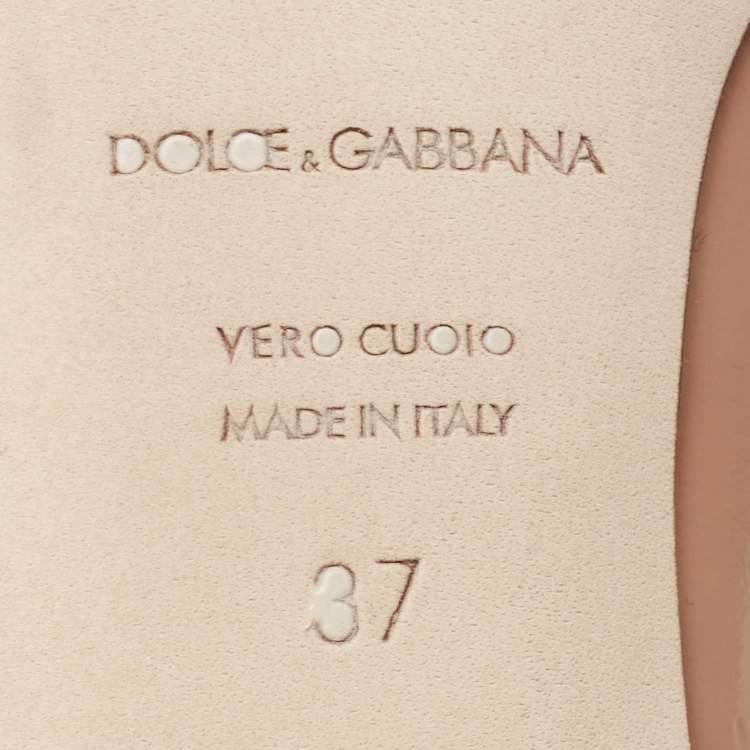 DOLCE & GABBANA
VERO CUOIO
MADE IN ITALY
37